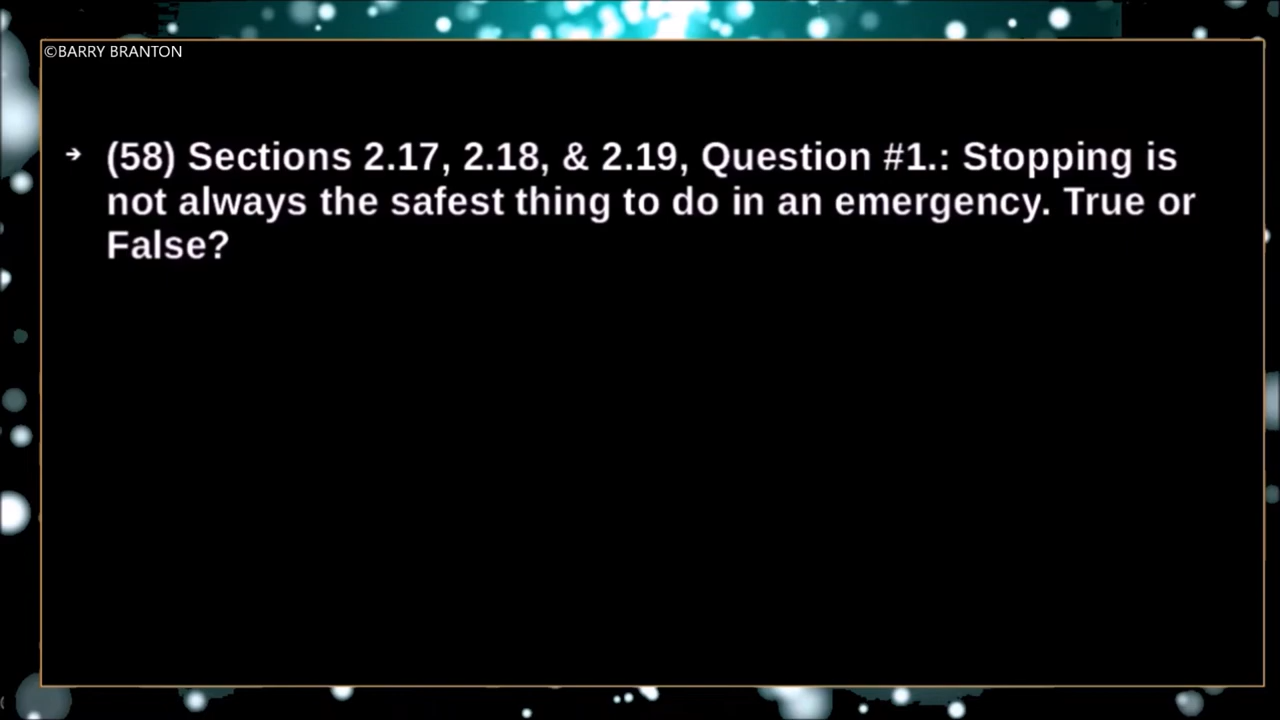 ©BARRY BRANTON
➔ (58) Sections 2.17, 2.18, & 2.19, Question #1.: Stopping is
not always the safest thing to do in an emergency. True or
False?